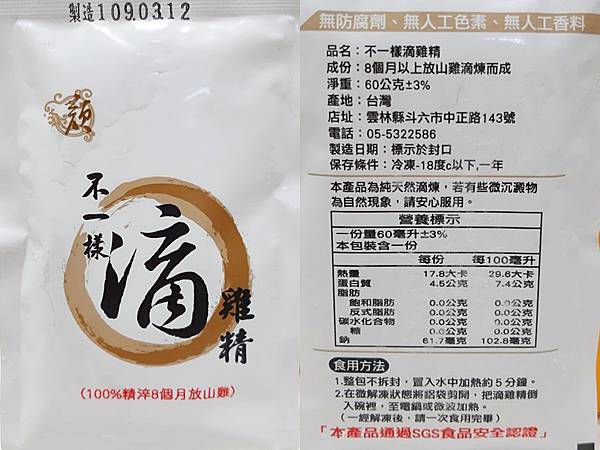 製造109.03.12
顏
不一樣
滴
雞精
(100%精淬8個月放山雞)
無防腐劑、無人工色素、無人工香料
品名：不一樣滴雞精
成份：8個月以上放山雞滴煉而成
淨重：60公克±3%
產地：台灣
店址：雲林縣斗六市中正路143號
電話：05-5322586
製造日期：標示於封口
保存條件：冷凍-18度c以下,一年
本產品為純天然滴煉，若有些微沉澱物
為自然現象，請安心服用。
營養標示
一份量60毫升±3%
本包裝含一份
每份 每100毫升
熱量 17.8大卡 29.6大卡
蛋白質 4.5公克 7.4公克
脂肪
飽和脂肪 0.0公克 0.0公克
反式脂肪 0.0公克 0.0公克
碳水化合物 0.0公克 0.0公克
糖 0.0公克 0.0公克
鈉 61.7毫克 102.8毫克
食用方法
1.整包不拆封，置入水中加熱約5分鐘。
2.在微解凍狀態將鋁袋剪開，把滴雞精倒
入碗裡，至電鍋或微波加熱。
(一經解凍後，請一次食用完畢)
「本產品通過SGS食品安全認證」